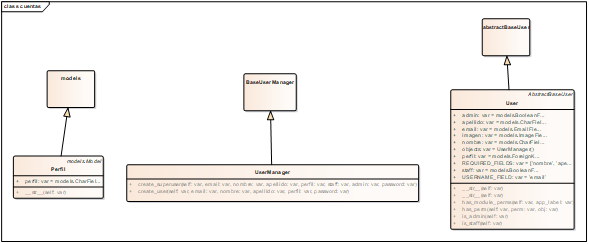 class cuentas
models
models.Model
Perfil
+ perfil: var = models.CharFiel...
+ __str__(self: var)
BaseUserManager
UserManager
+ create_superuser(self: var, email: var, nombre: var, apellido: var, perfil: var, staff: var, admin: var, password: var)
+ create_user(self: var, email: var, nombre: var, apellido: var, perfil: var, password: var)
abstractBaseUser
AbstractBaseUser
User
+ admin: var = models.BooleanF...
+ apellido: var = models.CharFiel...
+ email: var = models.EmailFie...
+ imagen: var = models.ImageFie...
+ nombre: var = models.CharFiel...
+ objects: var = UserManager()
+ perfil: var = models.ForeignK...
+ REQUIRED_FIELDS: var = ['nombre', 'ape...
+ staff: var = models.BooleanF...
+ USERNAME_FIELD: var = 'email'
+ __str__(self: var)
+ __str__(self: var)
+ has_module_perms(self: var, app_label: var)
+ has_perm(self: var, perm: var, obj: var)
+ is_admin(self: var)
+ is_staff(self: var)